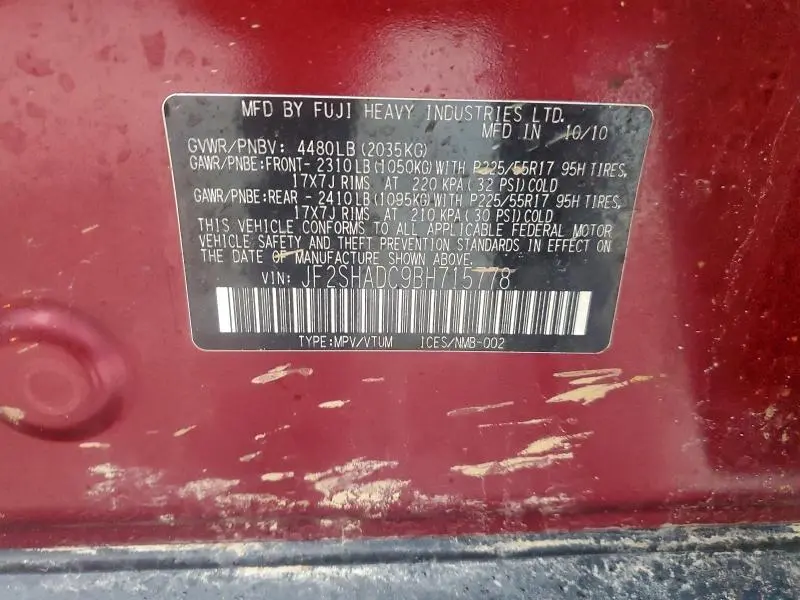 MFD BY FUJI HEAVY INDUSTRIES LTD.
MFD IN 10/10
GVWR/PNBV: 4480LB (2035KG)
GAWR/PNBE:FRONT- 2310LB (1050KG) WITH P225/55R17 95H TIRES,
17X7J RIMS AT 220 KPA (32 PSI) COLD
GAWR/PNBE:REAR - 2410LB (1095KG) WITH P225/55R17 95H TIRES,
17X7J RIMS AT 210 KPA (30 PSI) COLD
THIS VEHICLE CONFORMS TO ALL APPLICABLE FEDERAL MOTOR
VEHICLE SAFETY AND THEFT PREVENTION STANDARDS IN EFFECT ON
THE DATE OF MANUFACTURE SHOWN ABOVE.
VIN: JF2SHADC9BH715778
TYPE:MPV/VTUM ICES/NMB-002